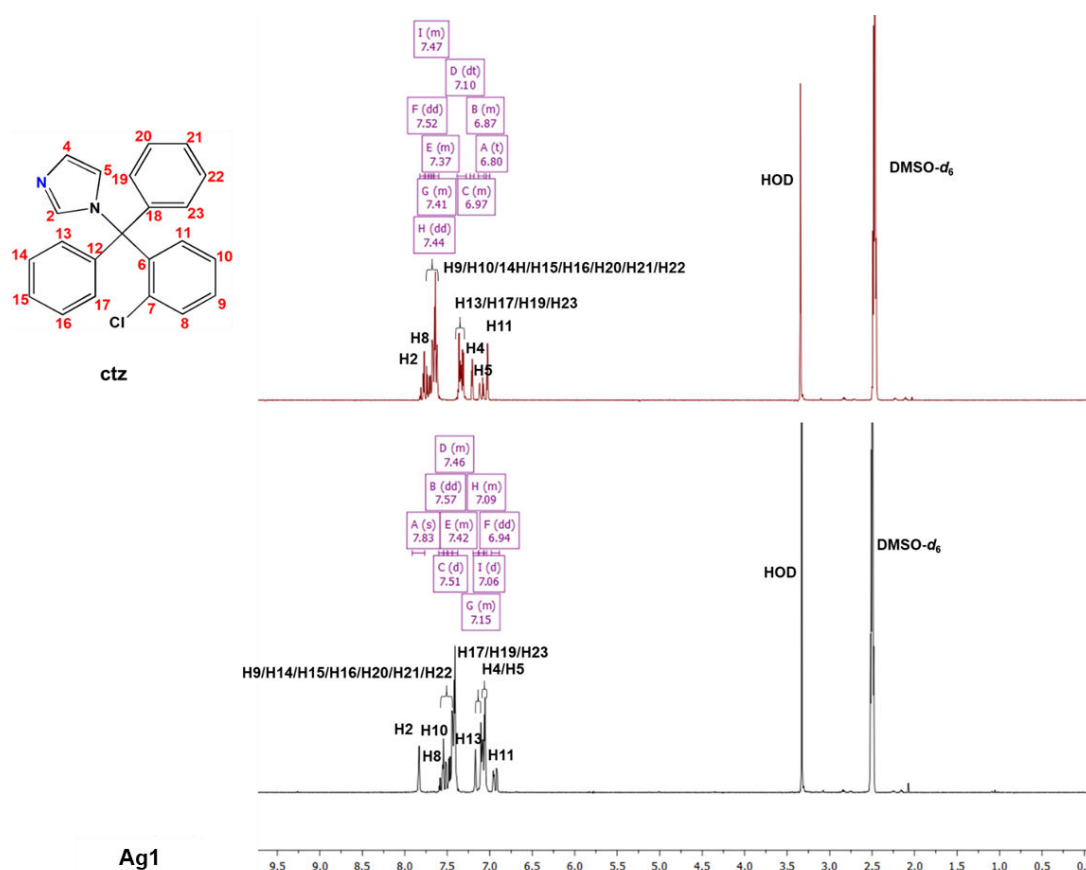 4
5
N
2
N
20
21
19
22
18
23
13
14
12
11
6
10
15
17
7
9
16
Cl
8
ctz
I (m)
7.47
D (dt)
7.10
F (dd)
7.52
B (m)
6.87
E (m)
7.37
A (t)
6.80
G (m)
7.41
C (m)
6.97
H (dd)
7.44
H9/H10/14H/H15/H16/H20/H21/H22
H13/H17/H19/H23
H11
H8
H2
H4
H5
HOD
DMSO-d6
D (m)
7.46
B (dd)
7.57
H (m)
7.09
A (s)
7.83
E (m)
7.42
F (dd)
6.94
C (d)
7.51
I (d)
7.06
G (m)
7.15
H17/H19/H23
H9/H14/H15/H16/H20/H21/H22
H4/H5
H2
H10
H13
H8
H11
HOD
DMSO-d6
Ag1
9.5 9.0 8.5 8.0 7.5 7.0 6.5 6.0 5.5 5.0 4.5 4.0 3.5 3.0 2.5 2.0 1.5 1.0 0.5 0.